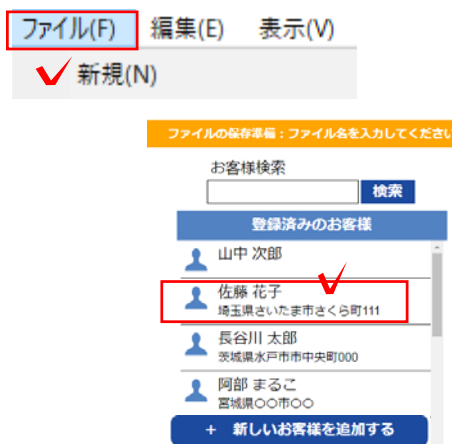 ファイル(F) 編集(E) 表示(V)
新規(N)
ファイルの保存準備：ファイル名を入力してください
お客様検索
検索
登録済みのお客様
山中 次郎
佐藤 花子
埼玉県さいたま市さくら町111
長谷川 太郎
茨城県水戸市市中央町000
阿部 まるこ
宮城県〇〇市〇〇
+ 新しいお客様を追加する